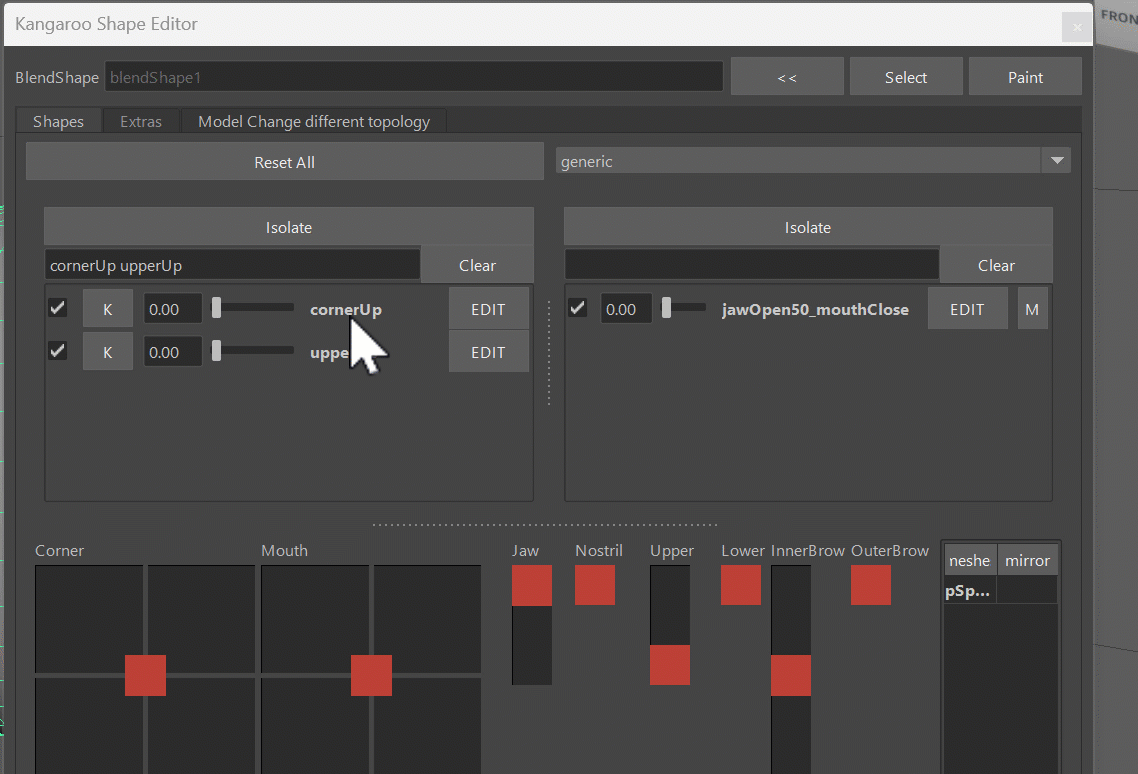 Kangaroo Shape Editor
FRON
BlendShape blendShape1 << Select Paint
Shapes Extras Model Change different topology
Reset All generic
Isolate Isolate
cornerUp upperUp Clear Clear
K 0.00 cornerUp EDIT 0.00 jawOpen50_mouthClose EDIT M
K 0.00 uppe EDIT
Corner Mouth Jaw Nostril Upper Lower InnerBrow OuterBrow
neshe mirror
pSp...